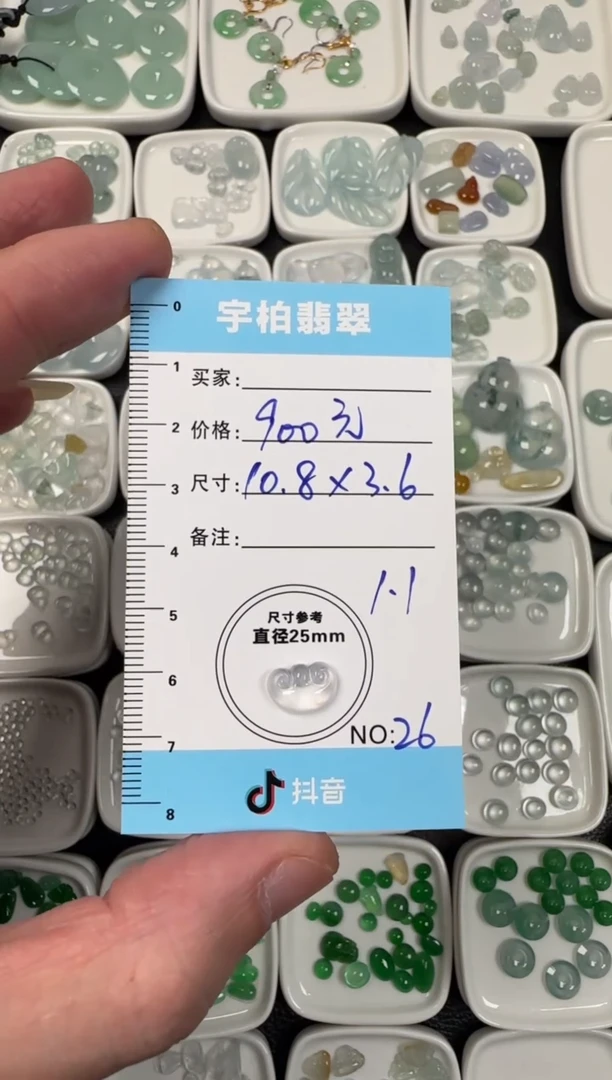 宇柏翡翠
0
1
2
3
4
5
6
7
8
买家:
价格: 900元
尺寸: 10.8×3.6
备注:
1.1
尺寸参考
直径25mm
NO: 26
抖音